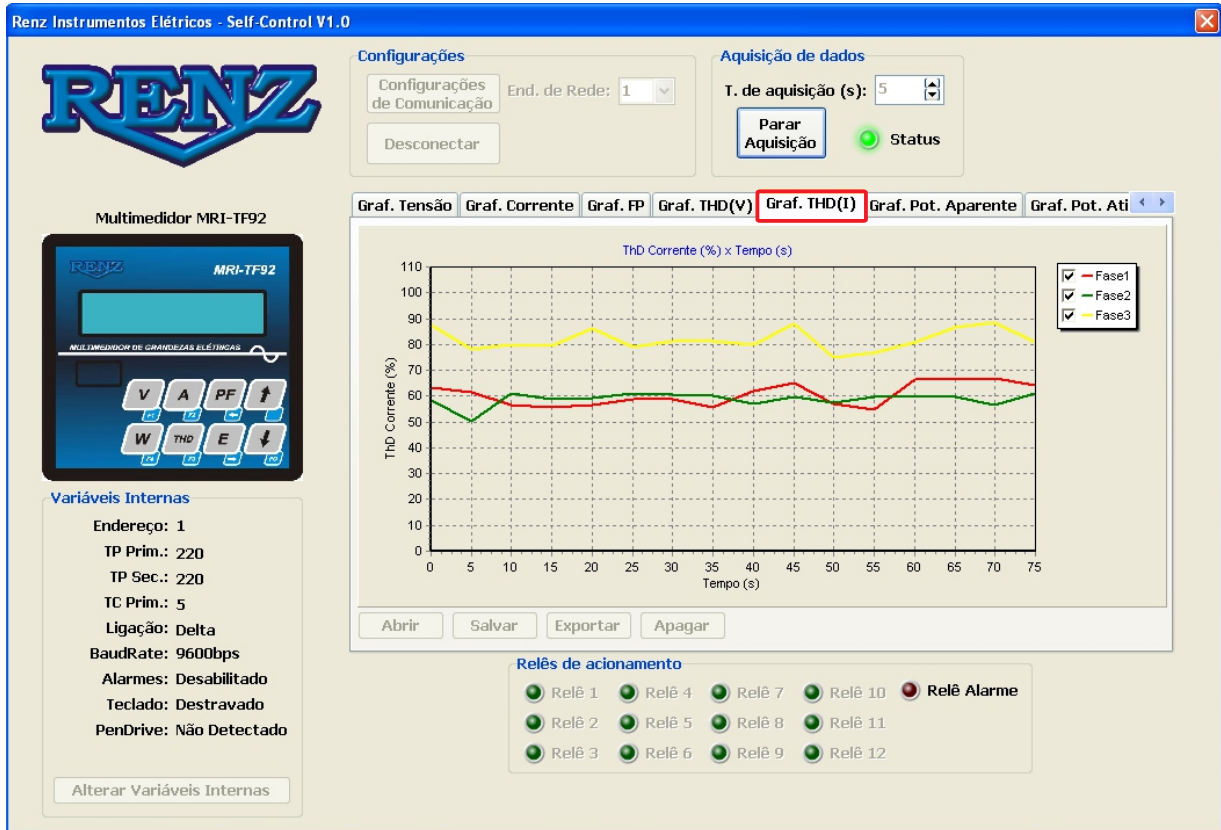 Renz Instrumentos Elétricos - Self-Control V1.0
RENZ
Configurações
Configurações
de Comunicação
End. de Rede: 1
Desconectar
Aquisição de dados
T. de aquisição (s): 5
Parar
Aquisição
Status
Multimedidor MRI-TF92
RENZ
MRI-TF92
MULTIMEDIDOR DE GRANDEZAS ELÉTRICAS
V A PF
W THD E
Graf. Tensão Graf. Corrente Graf. FP Graf. THD(V) Graf. THD(I) Graf. Pot. Aparente Graf. Pot. Ati
ThD Corrente (%) x Tempo (s)
110
100
90
80
70
60
50
40
30
20
10
0
ThD Corrente (%)
0 5 10 15 20 25 30 35 40 45 50 55 60 65 70 75
Tempo (s)
Fase1
Fase2
Fase3
Abrir Salvar Exportar Apagar
Variáveis Internas
Endereço: 1
TP Prim.: 220
TP Sec.: 220
TC Prim.: 5
Ligação: Delta
BaudRate: 9600bps
Alarmes: Desabilitado
Teclado: Destravado
PenDrive: Não Detectado
Alterar Variáveis Internas
Relês de acionamento
Relê 1 Relê 4 Relê 7 Relê 10 Relê Alarme
Relê 2 Relê 5 Relê 8 Relê 11
Relê 3 Relê 6 Relê 9 Relê 12